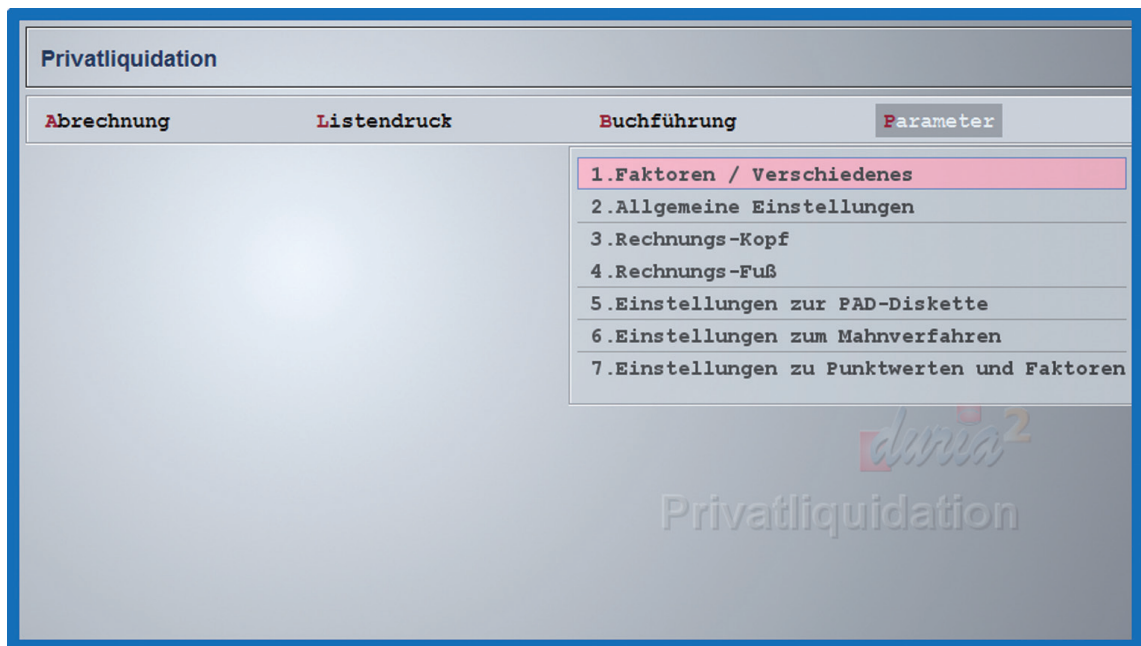 Privatliquidation
Abrechnung Listendruck Buchführung Parameter
1.Faktoren / Verschiedenes
2.Allgemeine Einstellungen
3.Rechnungs-Kopf
4.Rechnungs-Fuß
5.Einstellungen zur PAD-Diskette
6.Einstellungen zum Mahnverfahren
7.Einstellungen zu Punktwerten und Faktoren
duria2
Privatliquidation